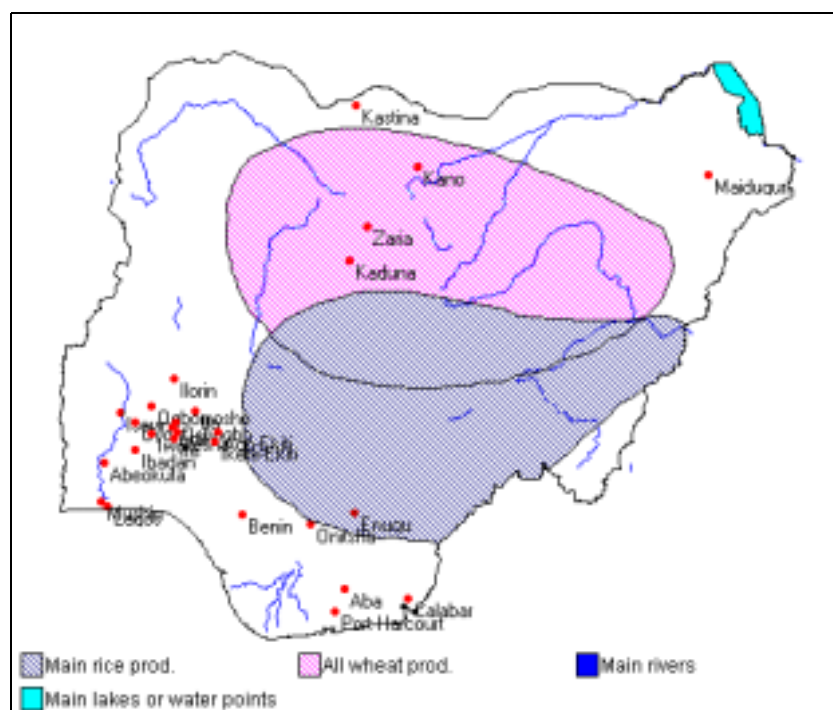 Kastina
Kano
Maiduguri
Zaria
Kaduna
Ilorin
Ogbomosho
Ibadan
Abeokuta
Benin
Onitsha
Enugu
Aba
Calabar
Port Harcourt
Main rice prod.
All wheat prod.
Main rivers
Main lakes or water points